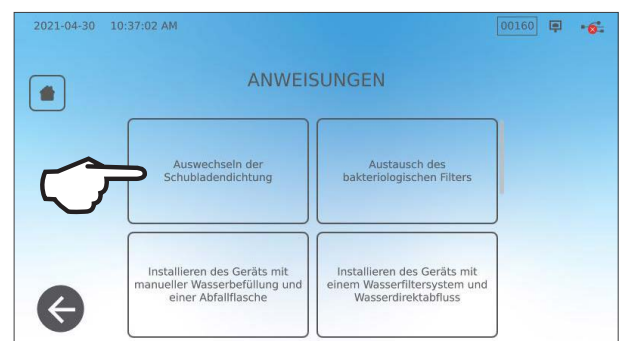 2021-04-30 10:37:02 AM 00160
ANWEISUNGEN
Auswechseln der
Schubladendichtung
Austausch des
bakteriologischen Filters
Installieren des Geräts mit
manueller Wasserbefüllung und
einer Abfallflasche
Installieren des Geräts mit
einem Wasserfiltersystem und
Wasserdirektabfluss